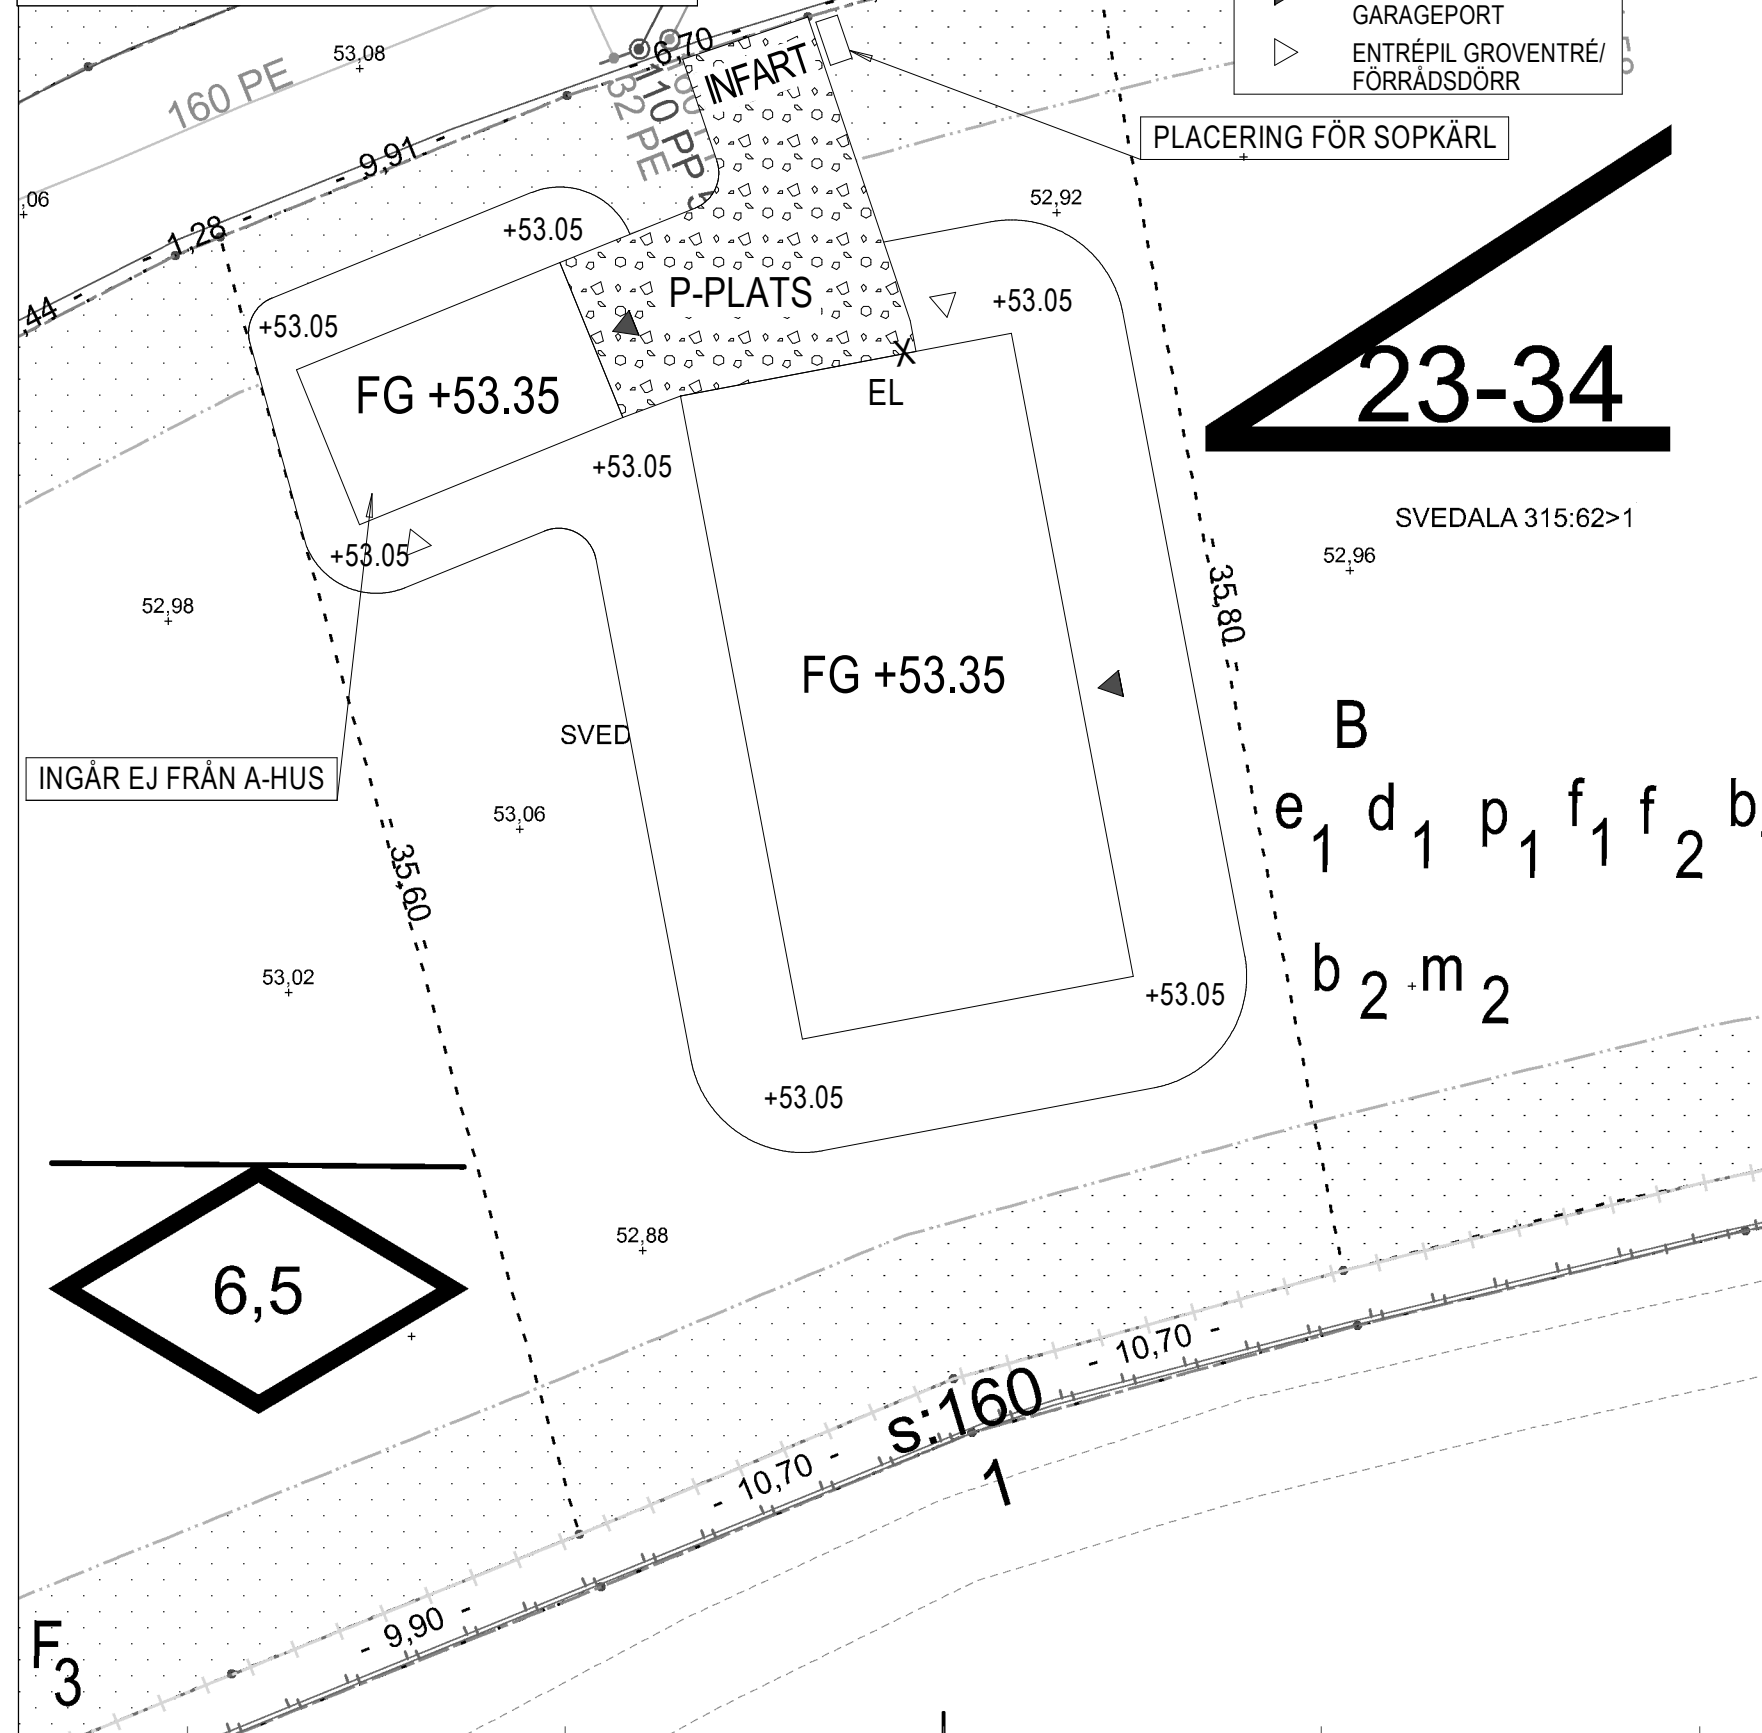 GARAGEPORT
ENTRÉPIL GROVENTRÉ/
FÖRRÅDSDÖRR
53,08
160 PE
6,70
INFART
110 PP
32 PE
PLACERING FÖR SOPKÄRL
- 9,91 -
,06
- 1,28 -
,44 -
52,92
+53.05
P-PLATS
+53.05
+53.05
X
EL
FG +53.35
23-34
+53.05
SVEDALA 315:62>1
+53.05
52,96
52,98
- 35,80 -
FG +53.35
B
SVED
INGÅR EJ FRÅN A-HUS
53,06
e1 d1 p1 f1 f2 b
- 35,60 -
53,02
b2 m2
+53.05
+53.05
52,88
6,5
- 10,70 -
s:160
- 10,70 -
1
- 9,90 -
F3